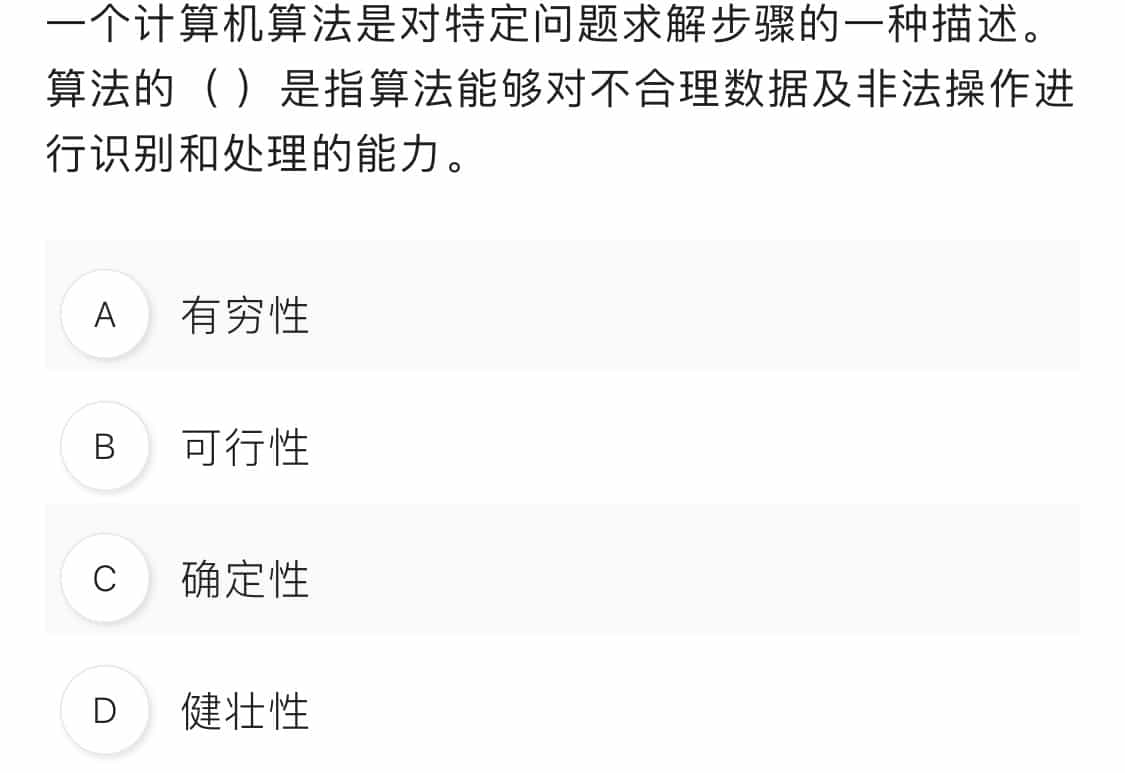 一个计算机算法是对特定问题求解步骤的一种描述。
算法的（ ）是指算法能够对不合理数据及非法操作进
行识别和处理的能力。
A 有穷性
B 可行性
C 确定性
D 健壮性